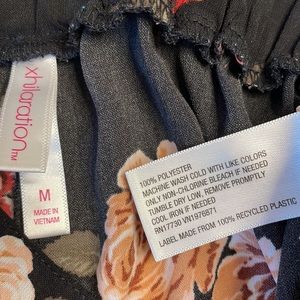 xhilaration™
M
MADE IN
VIETNAM
100% POLYESTER
MACHINE WASH COLD WITH LIKE COLORS
ONLY NON-CHLORINE BLEACH IF NEEDED
TUMBLE DRY LOW. REMOVE PROMPTLY
COOL IRON IF NEEDED
RN17730 VN1976871
LABEL MADE FROM 100% RECYCLED PLASTIC